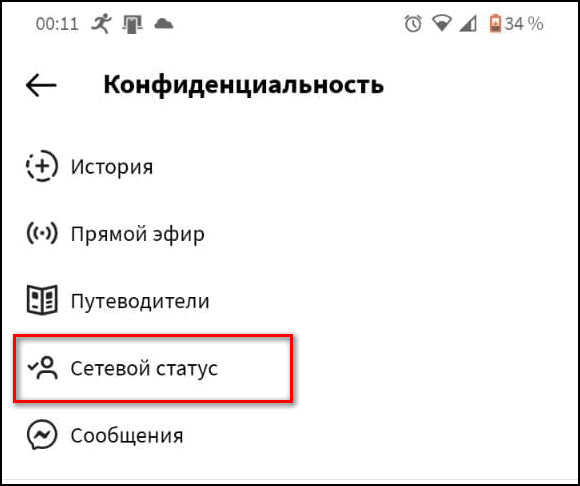 00:11 34 %
Конфиденциальность
История
Прямой эфир
Путеводители
Сетевой статус
Сообщения